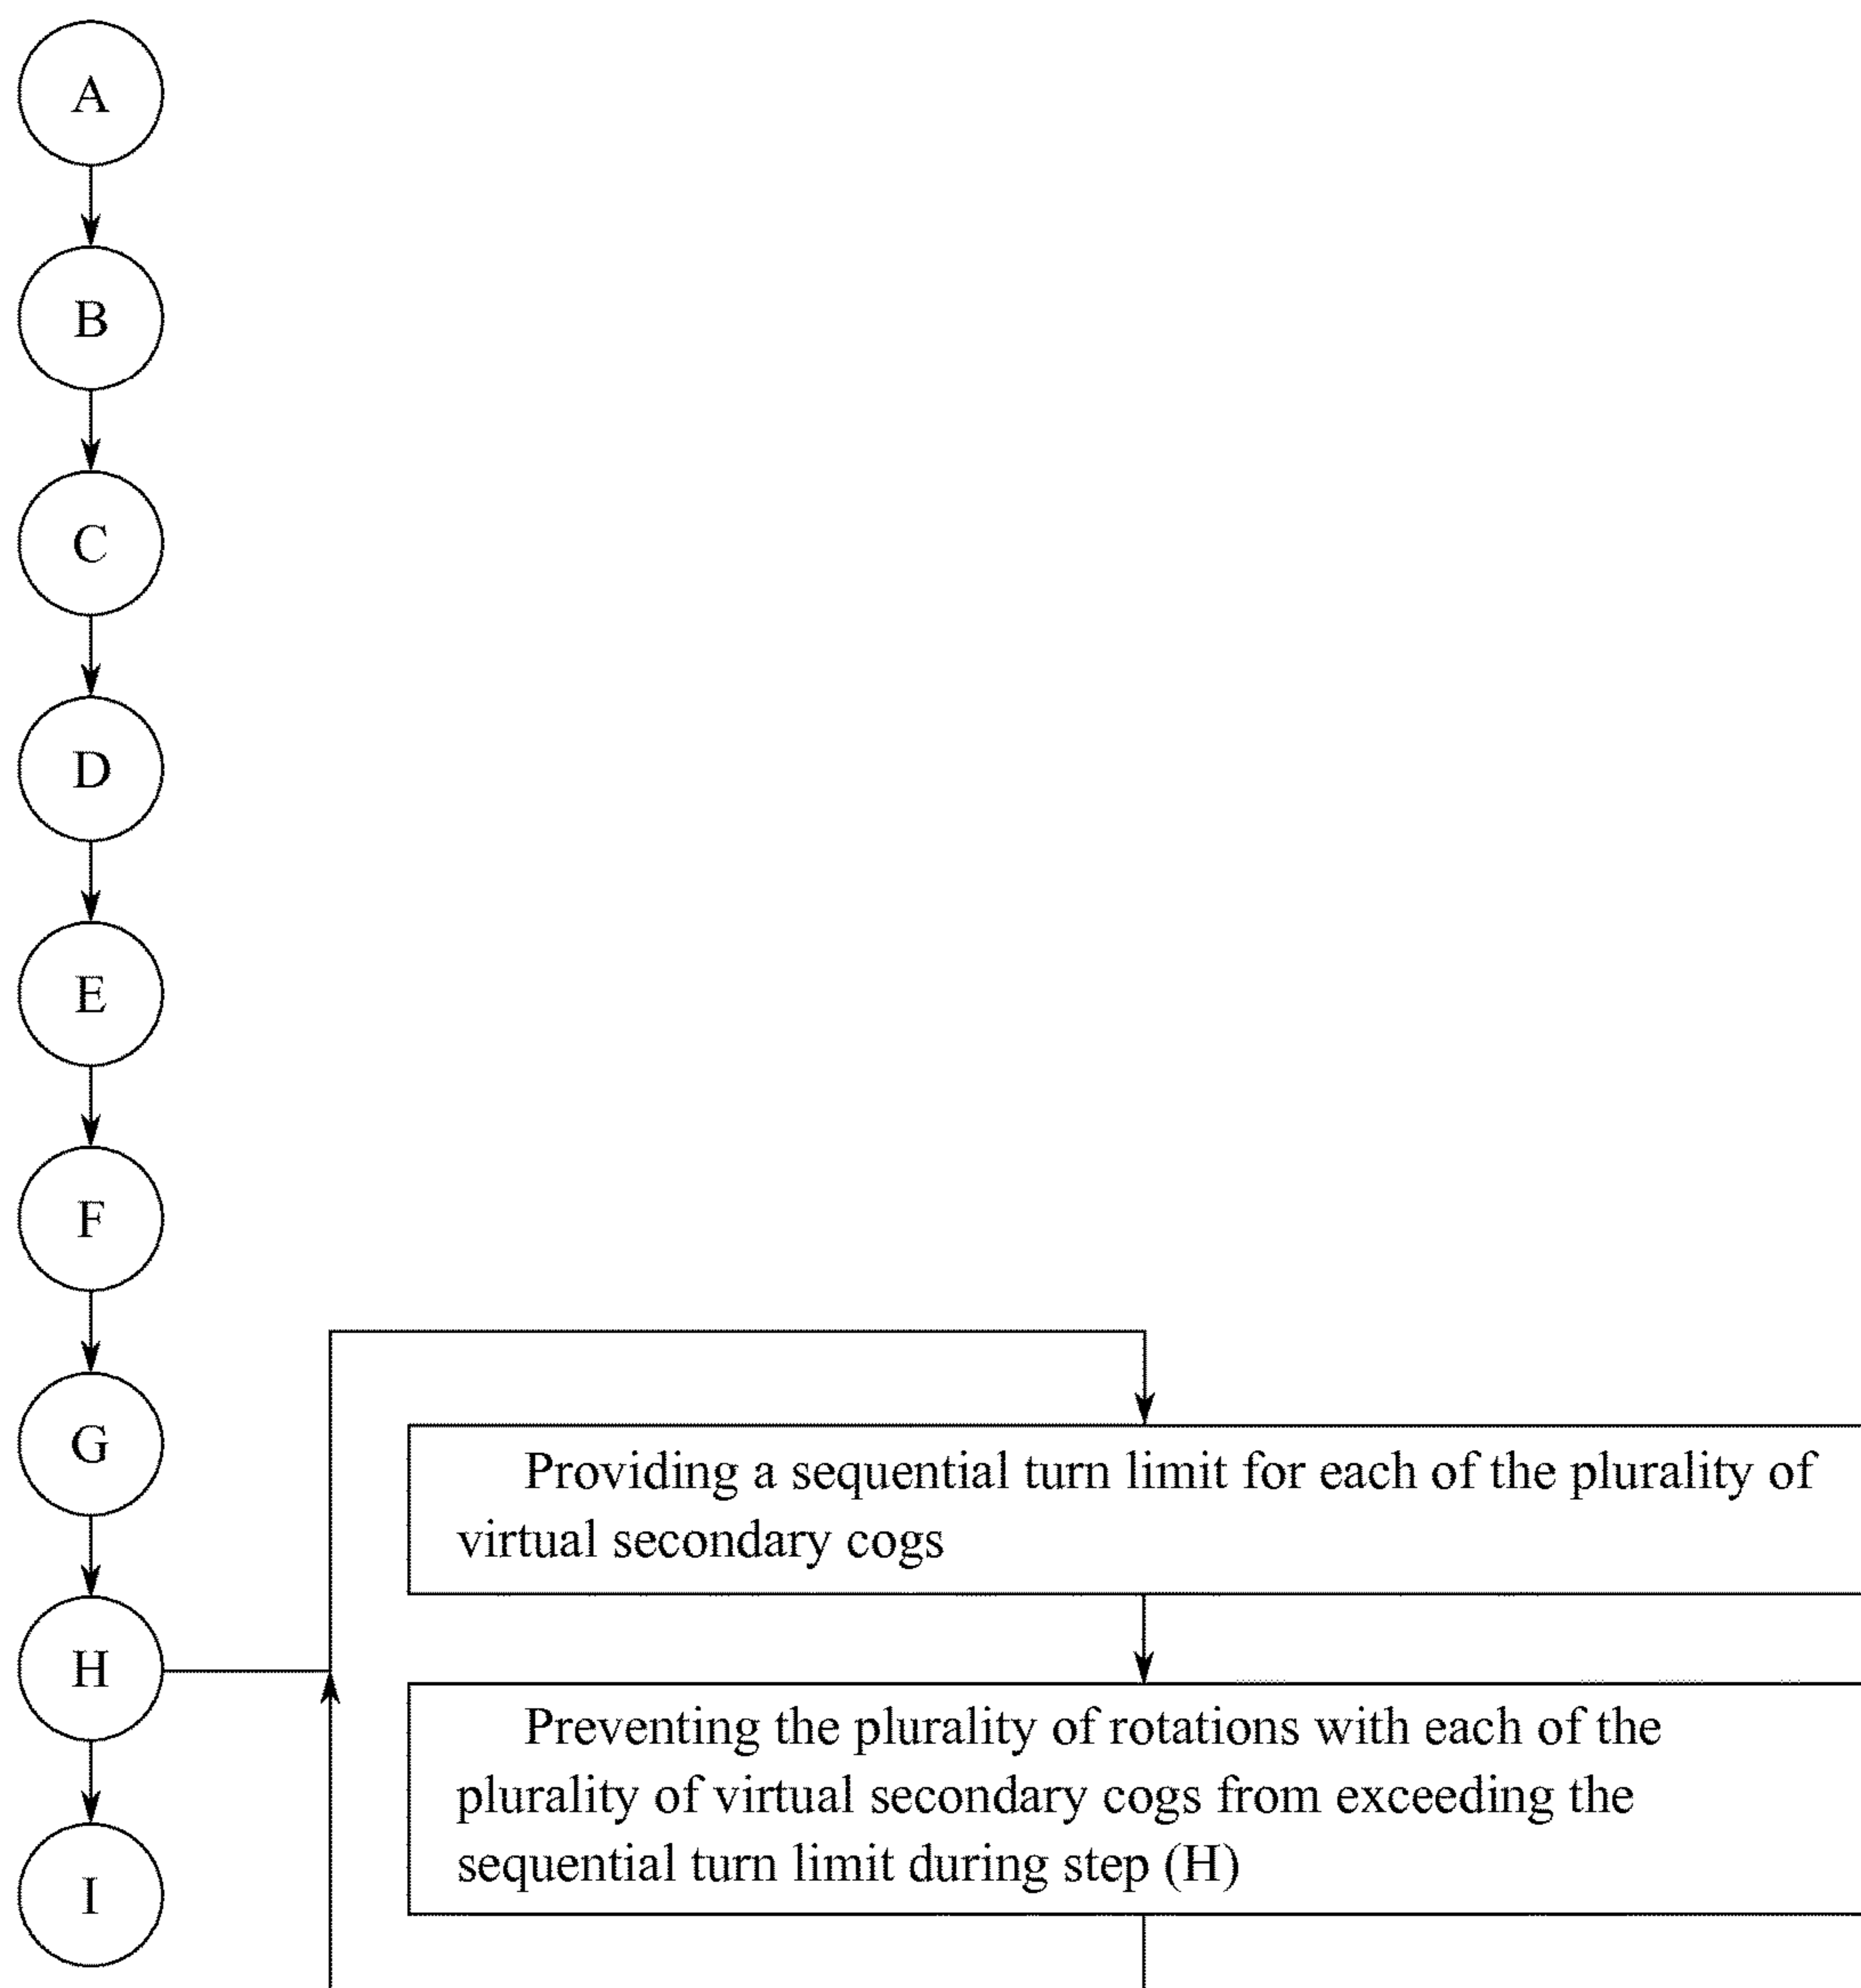 A
B
C
D
E
F
G
H
I
Providing a sequential turn limit for each of the plurality of
virtual secondary cogs
Preventing the plurality of rotations with each of the
plurality of virtual secondary cogs from exceeding the
sequential turn limit during step (H)